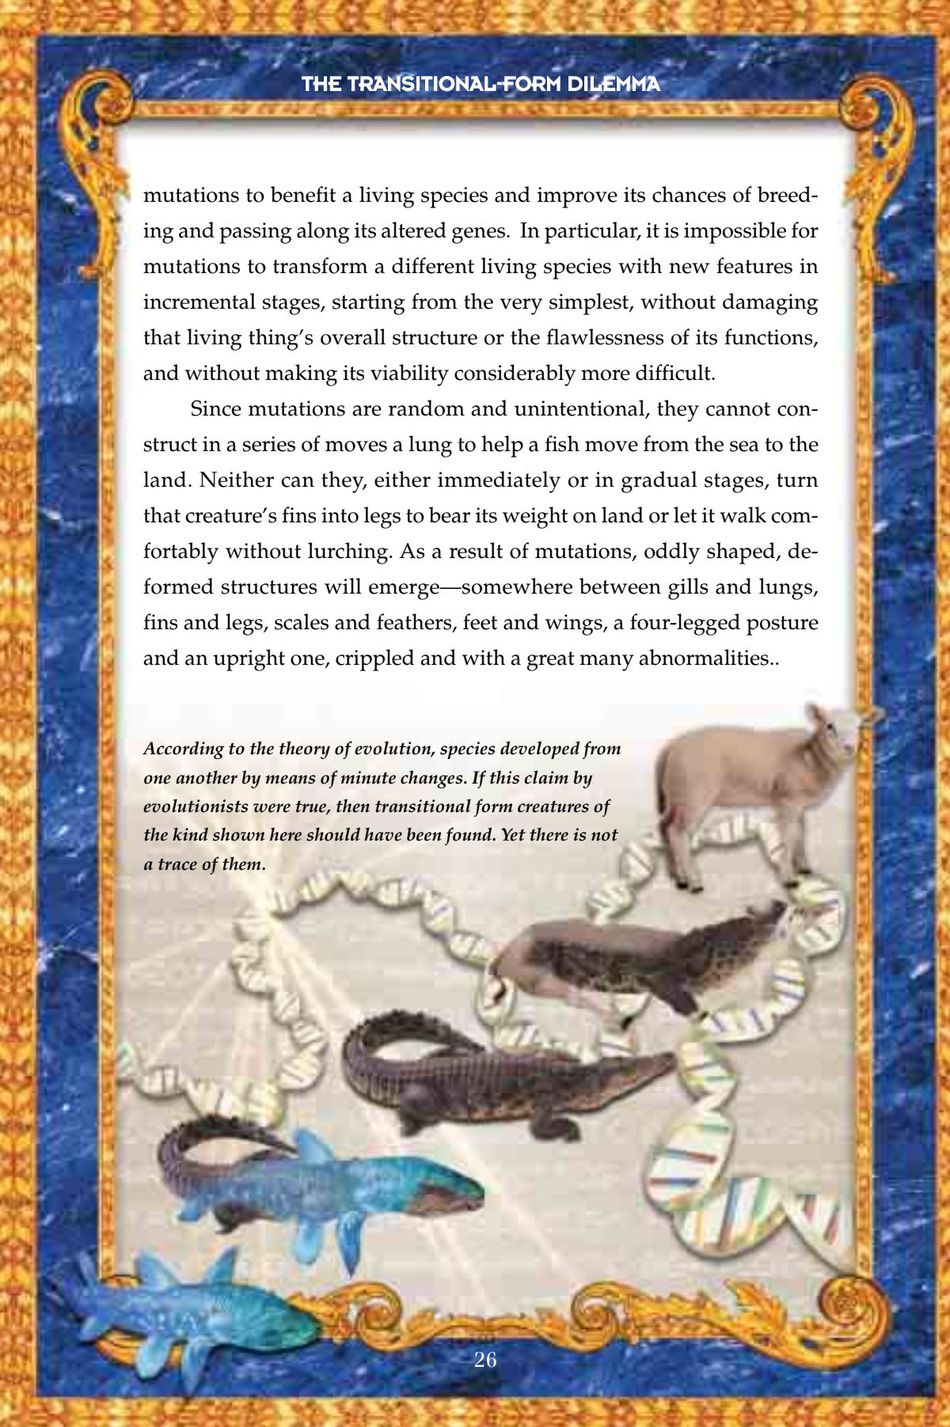 THE TRANSITIONAL-FORM DILEMMA
mutations to benefit a living species and improve its chances of breed-
ing and passing along its altered genes. In particular, it is impossible for
mutations to transform a different living species with new features in
incremental stages, starting from the very simplest, without damaging
that living thing's overall structure or the flawlessness of its functions,
and without making its viability considerably more difficult.
Since mutations are random and unintentional, they cannot con-
struct in a series of moves a lung to help a fish move from the sea to the
land. Neither can they, either immediately or in gradual stages, turn
that creature's fins into legs to bear its weight on land or let it walk com-
fortably without lurching. As a result of mutations, oddly shaped, de-
formed structures will emerge—somewhere between gills and lungs,
fins and legs, scales and feathers, feet and wings, a four-legged posture
and an upright one, crippled and with a great many abnormalities..
According to the theory of evolution, species developed from
one another by means of minute changes. If this claim by
evolutionists were true, then transitional form creatures of
the kind shown here should have been found. Yet there is not
a trace of them.
26